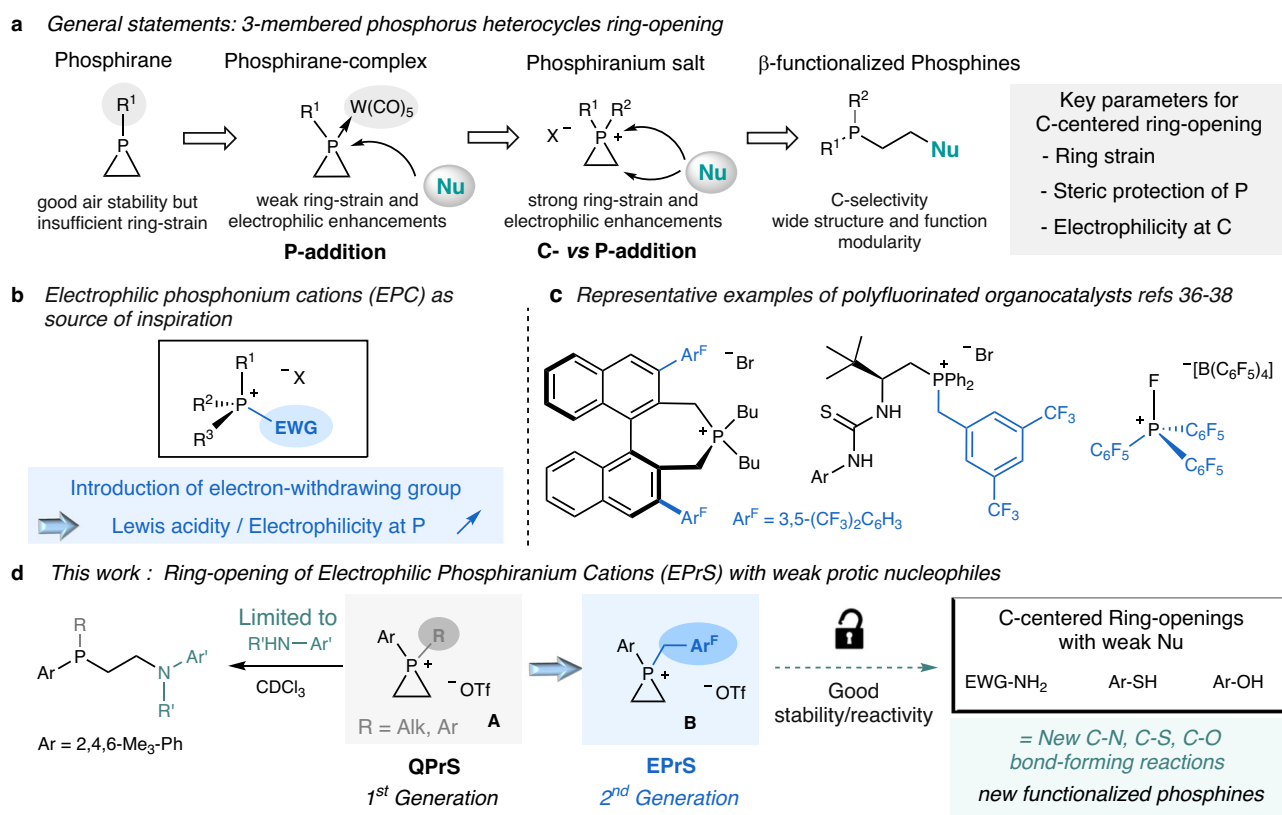 a General statements: 3-membered phosphorus heterocycles ring-opening
Phosphirane
Phosphirane-complex
Phosphiranium salt
β-functionalized Phosphines
R¹
P
good air stability but
insufficient ring-strain
R¹
W(CO)₅
P
Nu
weak ring-strain and
electrophilic enhancements
P-addition
R¹ R²
X⁻
P
+
Nu
strong ring-strain and
electrophilic enhancements
C- vs P-addition
R²
P
R¹
Nu
C-selectivity
wide structure and function
modularity
Key parameters for
C-centered ring-opening
- Ring strain
- Steric protection of P
- Electrophilicity at C
b Electrophilic phosphonium cations (EPC) as
source of inspiration
R¹
⁻X
R²
P
+
R³
EWG
Introduction of electron-withdrawing group
Lewis acidity / Electrophilicity at P
c Representative examples of polyfluorinated organocatalysts refs 36-38
Ar^F
⁻Br
Bu
+
P
Bu
Ar^F
Ar^F = 3,5-(CF₃)₂C₆H₃
+
⁻Br
PPh₂
S
NH
NH
Ar
CF₃
CF₃
⁻[B(C₆F₅)₄]
F
+
P
C₆F₅
C₆F₅
C₆F₅
d This work : Ring-opening of Electrophilic Phosphiranium Cations (EPrS) with weak protic nucleophiles
R
P
Ar
N
Ar'
R'
Ar = 2,4,6-Me₃-Ph
Limited to
R'HN—Ar'
CDCl₃
Ar
R
P
+
⁻OTf
R = Alk, Ar
A
QPrS
1st Generation
Ar
Ar^F
P
+
⁻OTf
B
EPrS
2nd Generation
Good
stability/reactivity
C-centered Ring-openings
with weak Nu
EWG-NH₂ Ar-SH Ar-OH
= New C-N, C-S, C-O
bond-forming reactions
new functionalized phosphines